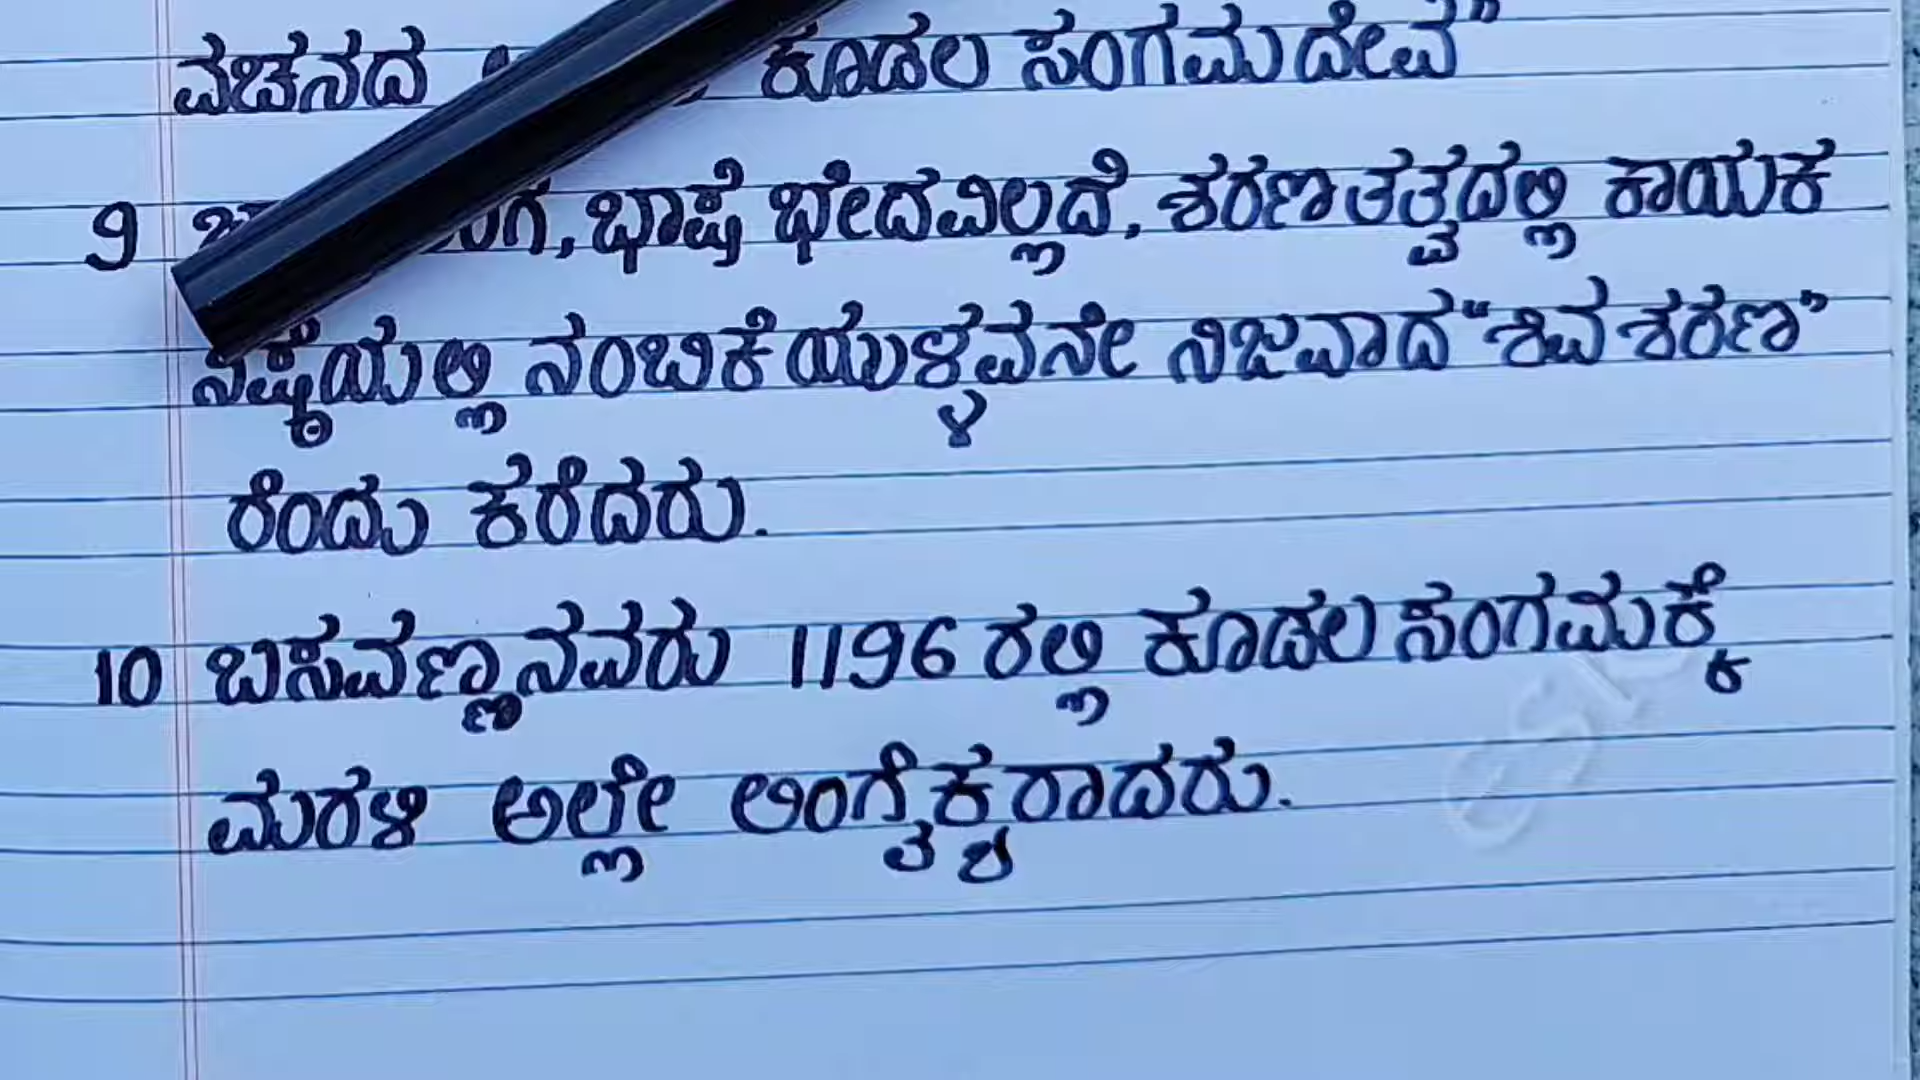 ವಚನದ ಕೂಡಲ ಸಂಗಮದೇವ"
9 ಭಾಷೆ ಭೇದವಿಲ್ಲದೆ, ಶರಣತತ್ವದಲ್ಲಿ ಕಾಯಕ
ನಿಷ್ಠೆಯಲ್ಲಿ ನಂಬಿಕೆಯುಳ್ಳವನೇ ನಿಜವಾದ "ಶಿವಶರಣ"
ರೆಂದು ಕರೆದರು.
10 ಬಸವಣ್ಣನವರು 1196 ರಲ್ಲಿ ಕೂಡಲ ಸಂಗಮಕ್ಕೆ
ಮರಳಿ ಅಲ್ಲೇ ಲಿಂಗೈಕ್ಯರಾದರು.